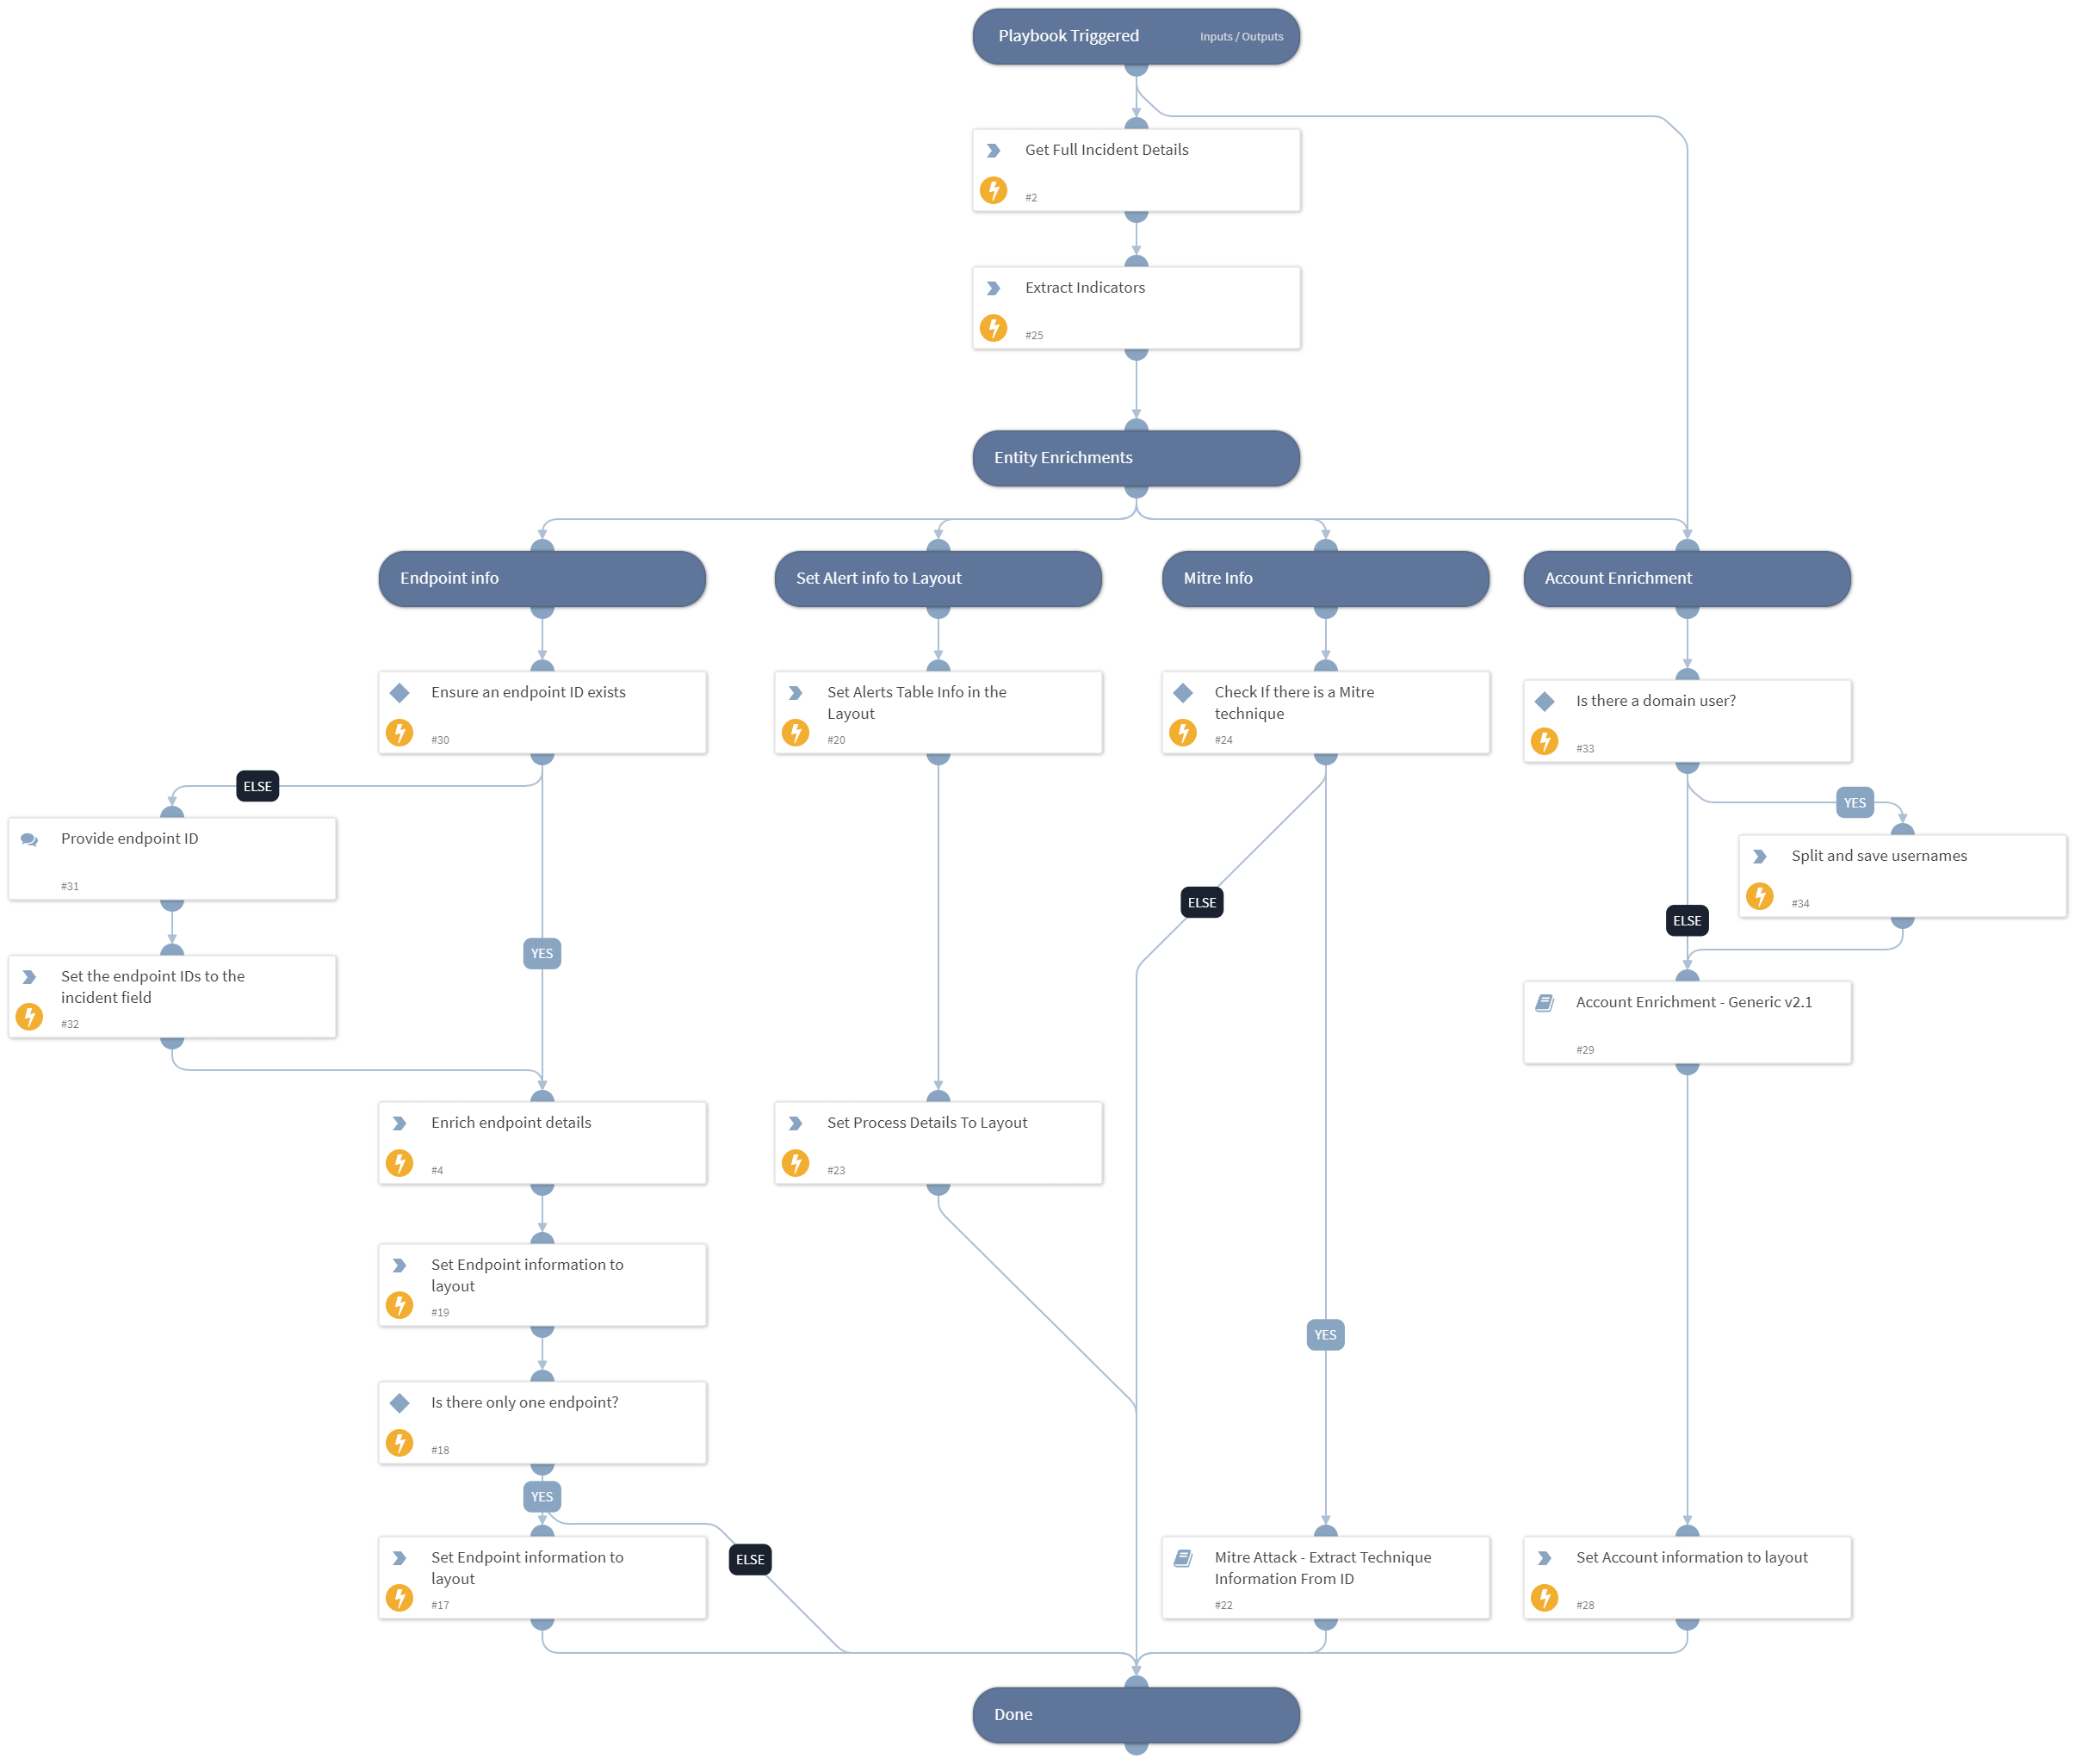 Playbook Triggered
Inputs / Outputs
Get Full Incident Details
#2
Extract Indicators
#25
Entity Enrichments
Endpoint info
Set Alert info to Layout
Mitre Info
Account Enrichment
Ensure an endpoint ID exists
#30
Set Alerts Table Info in the
Layout
#20
Check If there is a Mitre
technique
#24
Is there a domain user?
#33
ELSE
YES
Provide endpoint ID
#31
Split and save usernames
#34
ELSE
ELSE
YES
Set the endpoint IDs to the
incident field
#32
Account Enrichment - Generic v2.1
#29
Enrich endpoint details
#4
Set Process Details To Layout
#23
Set Endpoint information to
layout
#19
YES
Is there only one endpoint?
#18
YES
ELSE
Set Endpoint information to
layout
#17
Mitre Attack - Extract Technique
Information From ID
#22
Set Account information to layout
#28
Done